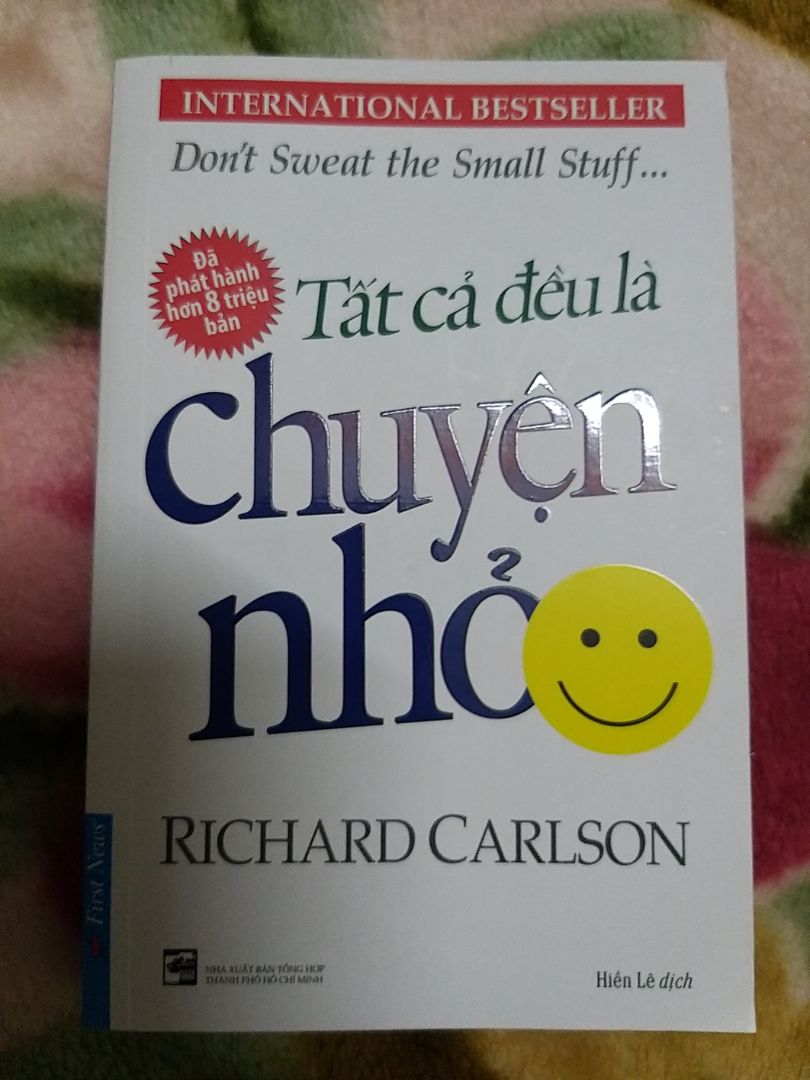 INTERNATIONAL BESTSELLER
Don't Sweat the Small Stuff...
Đã
phát hành
hơn 8 triệu
bản
Tất cả đều là
chuyện
nhỏ
RICHARD CARLSON
First News
NHÀ XUẤT BẢN TỔNG HỢP
THÀNH PHỐ HỒ CHÍ MINH
Hiền Lê dịch